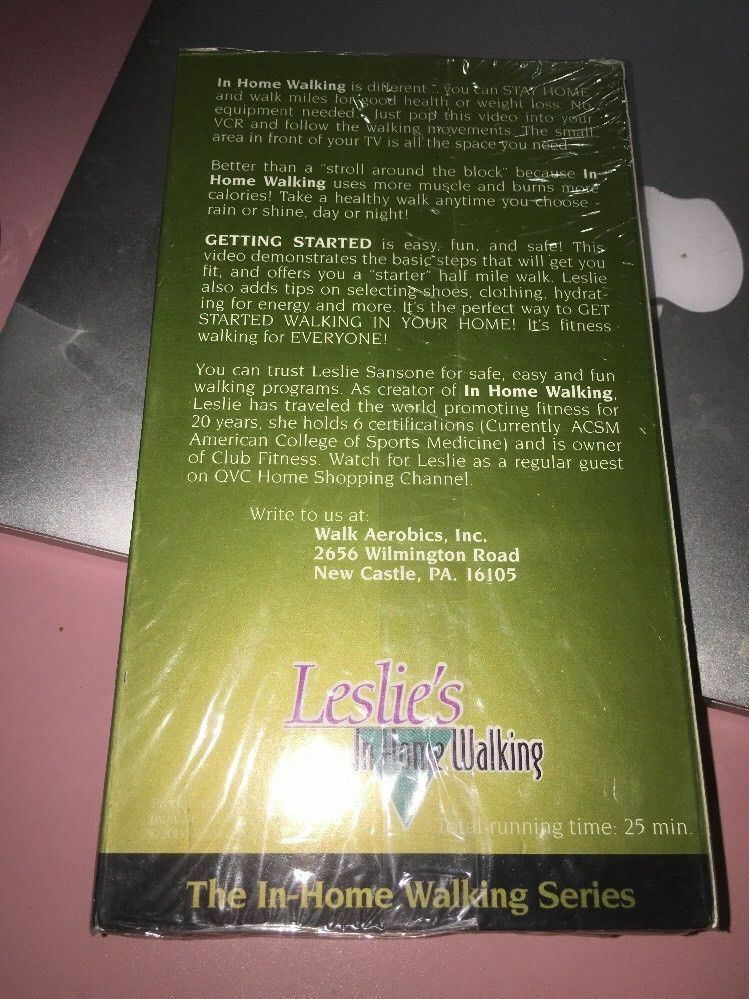 In Home Walking is different... you can STAY HOME
and walk miles for good health or weight loss. NO
equipment needed. Just pop this video into your
VCR and follow the walking movements. The small
area in front of your TV is all the space you need.
Better than a "stroll around the block" because In
Home Walking uses more muscle and burns more
calories! Take a healthy walk anytime you choose -
rain or shine, day or night!
GETTING STARTED is easy, fun, and safe! This
video demonstrates the basic steps that will get you
fit, and offers you a "starter" half mile walk. Leslie
also adds tips on selecting shoes, clothing, hydrat-
ing for energy and more. It's the perfect way to GET
STARTED WALKING IN YOUR HOME! It's fitness
walking for EVERYONE!
You can trust Leslie Sansone for safe, easy and fun
walking programs. As creator of In Home Walking,
Leslie has traveled the world promoting fitness for
20 years, she holds 6 certifications (Currently ACSM
American College of Sports Medicine) and is owner
of Club Fitness. Watch for Leslie as a regular guest
on QVC Home Shopping Channel.
Write to us at:
Walk Aerobics, Inc.
2656 Wilmington Road
New Castle, PA. 16105
Leslie's
In Home Walking
Total running time: 25 min.
The In-Home Walking Series